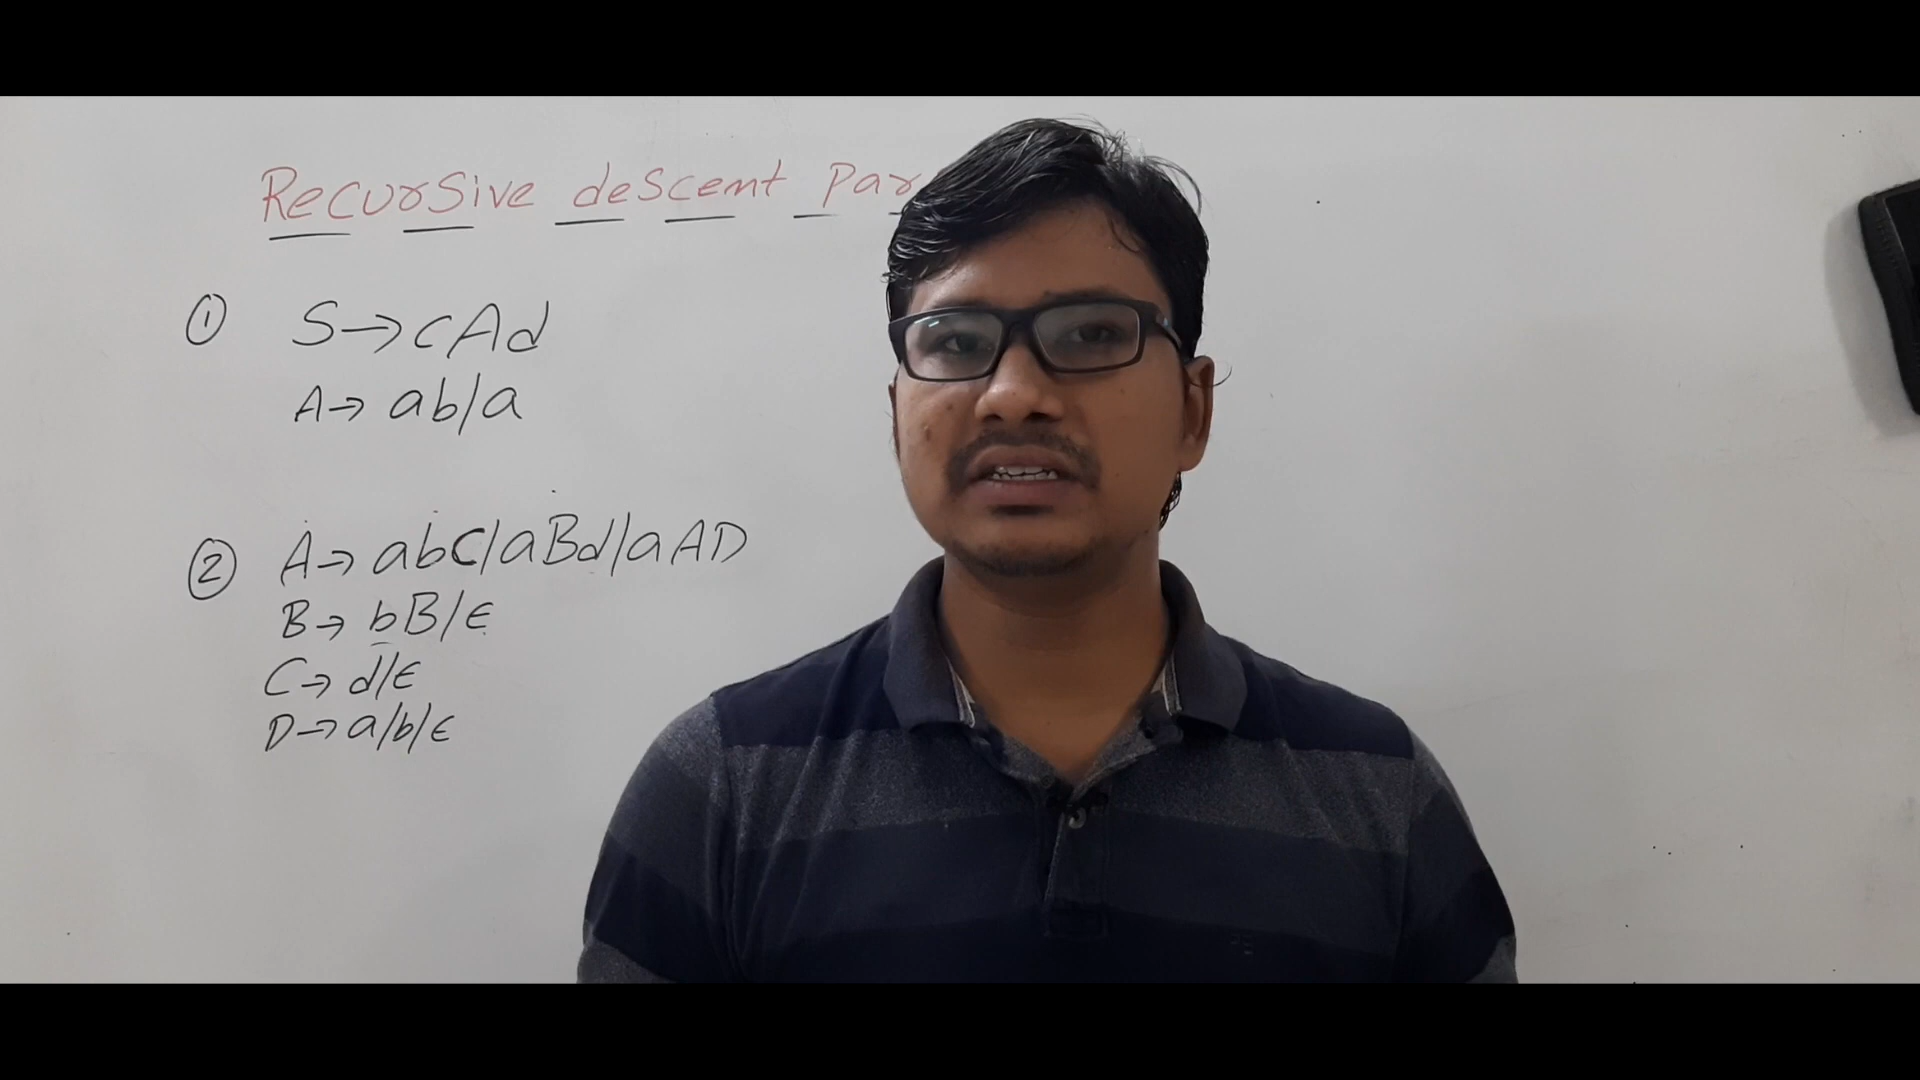 Recursive descent Par
① S→cAd
A→ab/a
② A→abC/aBd/aAD
B→bB/ϵ
C→d/ϵ
D→a/b/ϵ